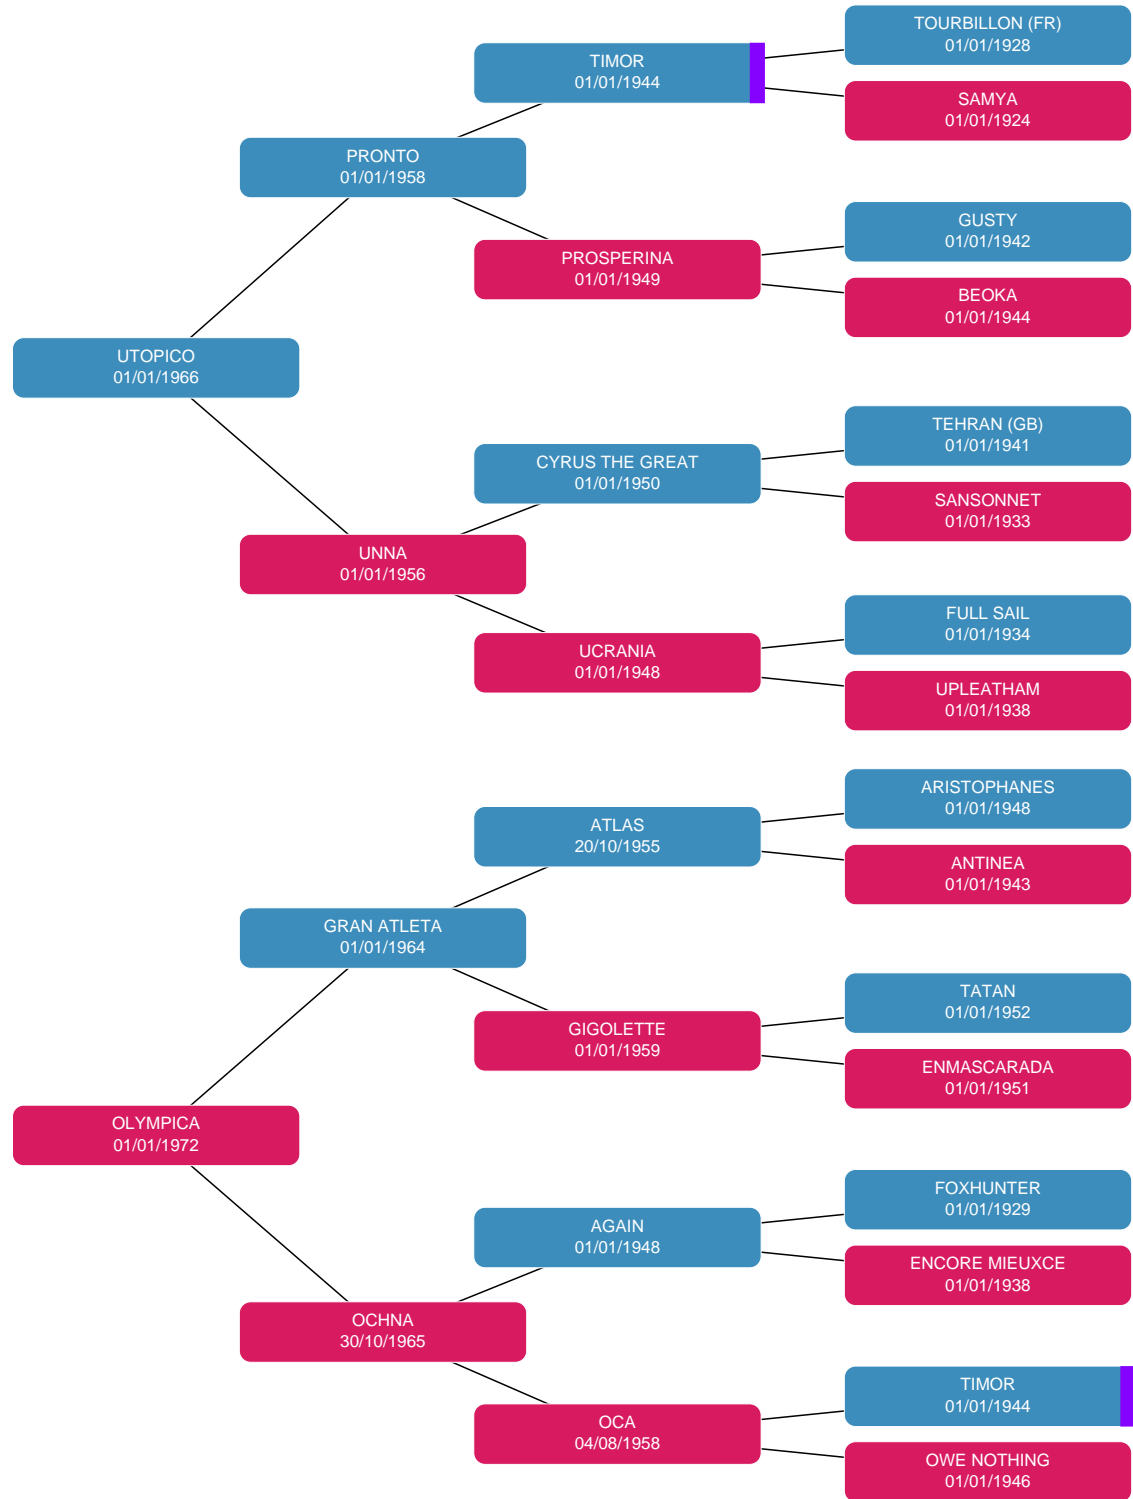 TOURBILLON (FR)
01/01/1928
TIMOR
01/01/1944
SAMYA
01/01/1924
PRONTO
01/01/1958
GUSTY
01/01/1942
PROSPERINA
01/01/1949
BEOKA
01/01/1944
UTOPICO
01/01/1966
TEHRAN (GB)
01/01/1941
CYRUS THE GREAT
01/01/1950
SANSONNET
01/01/1933
UNNA
01/01/1956
FULL SAIL
01/01/1934
UCRANIA
01/01/1948
UPLEATHAM
01/01/1938
ARISTOPHANES
01/01/1948
ATLAS
20/10/1955
ANTINEA
01/01/1943
GRAN ATLETA
01/01/1964
TATAN
01/01/1952
GIGOLETTE
01/01/1959
ENMASCARADA
01/01/1951
OLYMPICA
01/01/1972
FOXHUNTER
01/01/1929
AGAIN
01/01/1948
ENCORE MIEUXCE
01/01/1938
OCHNA
30/10/1965
TIMOR
01/01/1944
OCA
04/08/1958
OWE NOTHING
01/01/1946